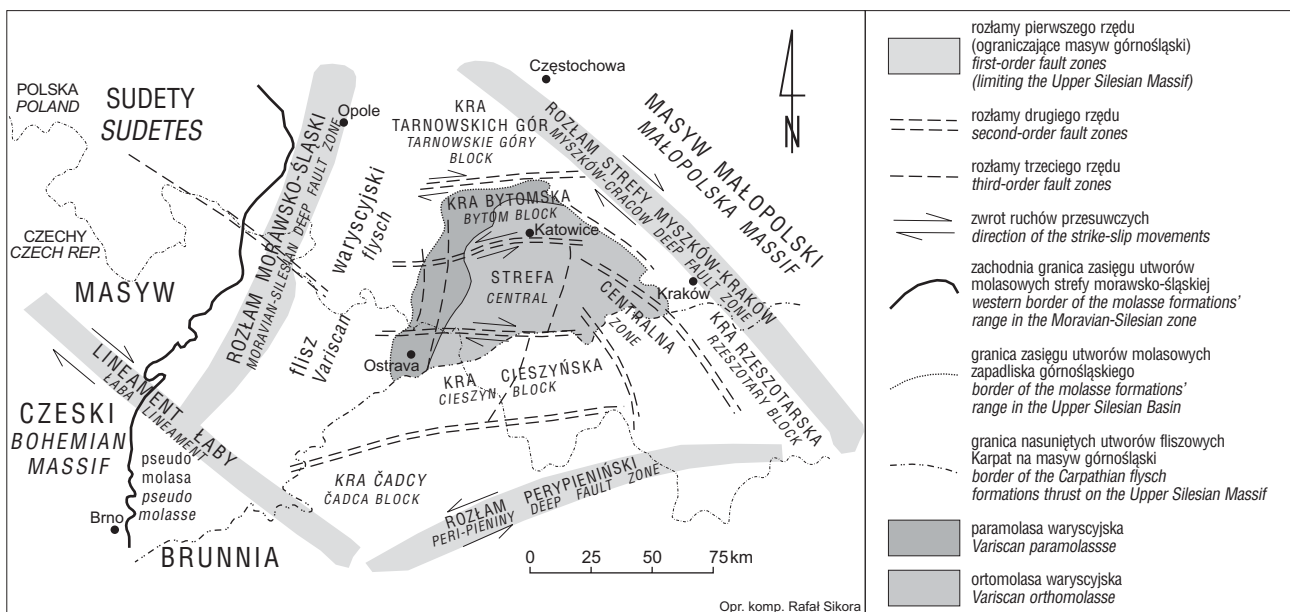 POLSKA
POLAND
SUDETY
SUDETES
CZECHY
CZECH REP.
MASYW
CZESKI
BOHEMIAN
MASSIF
LINEAMENT ŁABY
ŁABA LINEAMENT
pseudo
molasa
pseudo
molasse
Brno
BRUNNIA
ROZŁAM MORAWSKO-ŚLĄSKI
MORAVIAN-SILESIAN DEEP FAULT ZONE
Opole
waryscyjski
flysch
flisz
Variscan
Częstochowa
KRA
TARNOWSKICH GÓR
TARNOWSKIE GÓRY
BLOCK
ROZŁAM STREFY MYSZKÓW-KRAKÓW
MYSZKÓW-CRACOW DEEP FAULT ZONE
MASYW MAŁOPOLSKI
MAŁOPOLSKA MASSIF
N
KRA BYTOMSKA
BYTOM BLOCK
Katowice
STREFA
CENTRAL
CENTRALNA
ZONE
Kraków
KRA RZESZOTARSKA
RZESZOTARY BLOCK
Ostrava
KRA CIESZYŃSKA
CIESZYN BLOCK
KRA ČADCY
ČADCA BLOCK
ROZŁAM PERYPIENIŃSKI
PERI-PIENINY DEEP FAULT ZONE
0 25 50 75 km
Opr. komp. Rafał Sikora
rozłamy pierwszego rzędu
(ograniczające masyw górnośląski)
first-order fault zones
(limiting the Upper Silesian Massif)
rozłamy drugiego rzędu
second-order fault zones
rozłamy trzeciego rzędu
third-order fault zones
zwrot ruchów przesuwczych
direction of the strike-slip movements
zachodnia granica zasięgu utworów
molasowych strefy morawsko-śląskiej
western border of the molasse formations'
range in the Moravian-Silesian zone
granica zasięgu utworów molasowych
zapadliska górnośląskiego
border of the molasse formations'
range in the Upper Silesian Basin
granica nasuniętych utworów fliszowych
Karpat na masyw górnośląski
border of the Carpathian flysch
formations thrust on the Upper Silesian Massif
paramolasa waryscyjska
Variscan paramolassse
ortomolasa waryscyjska
Variscan orthomolasse